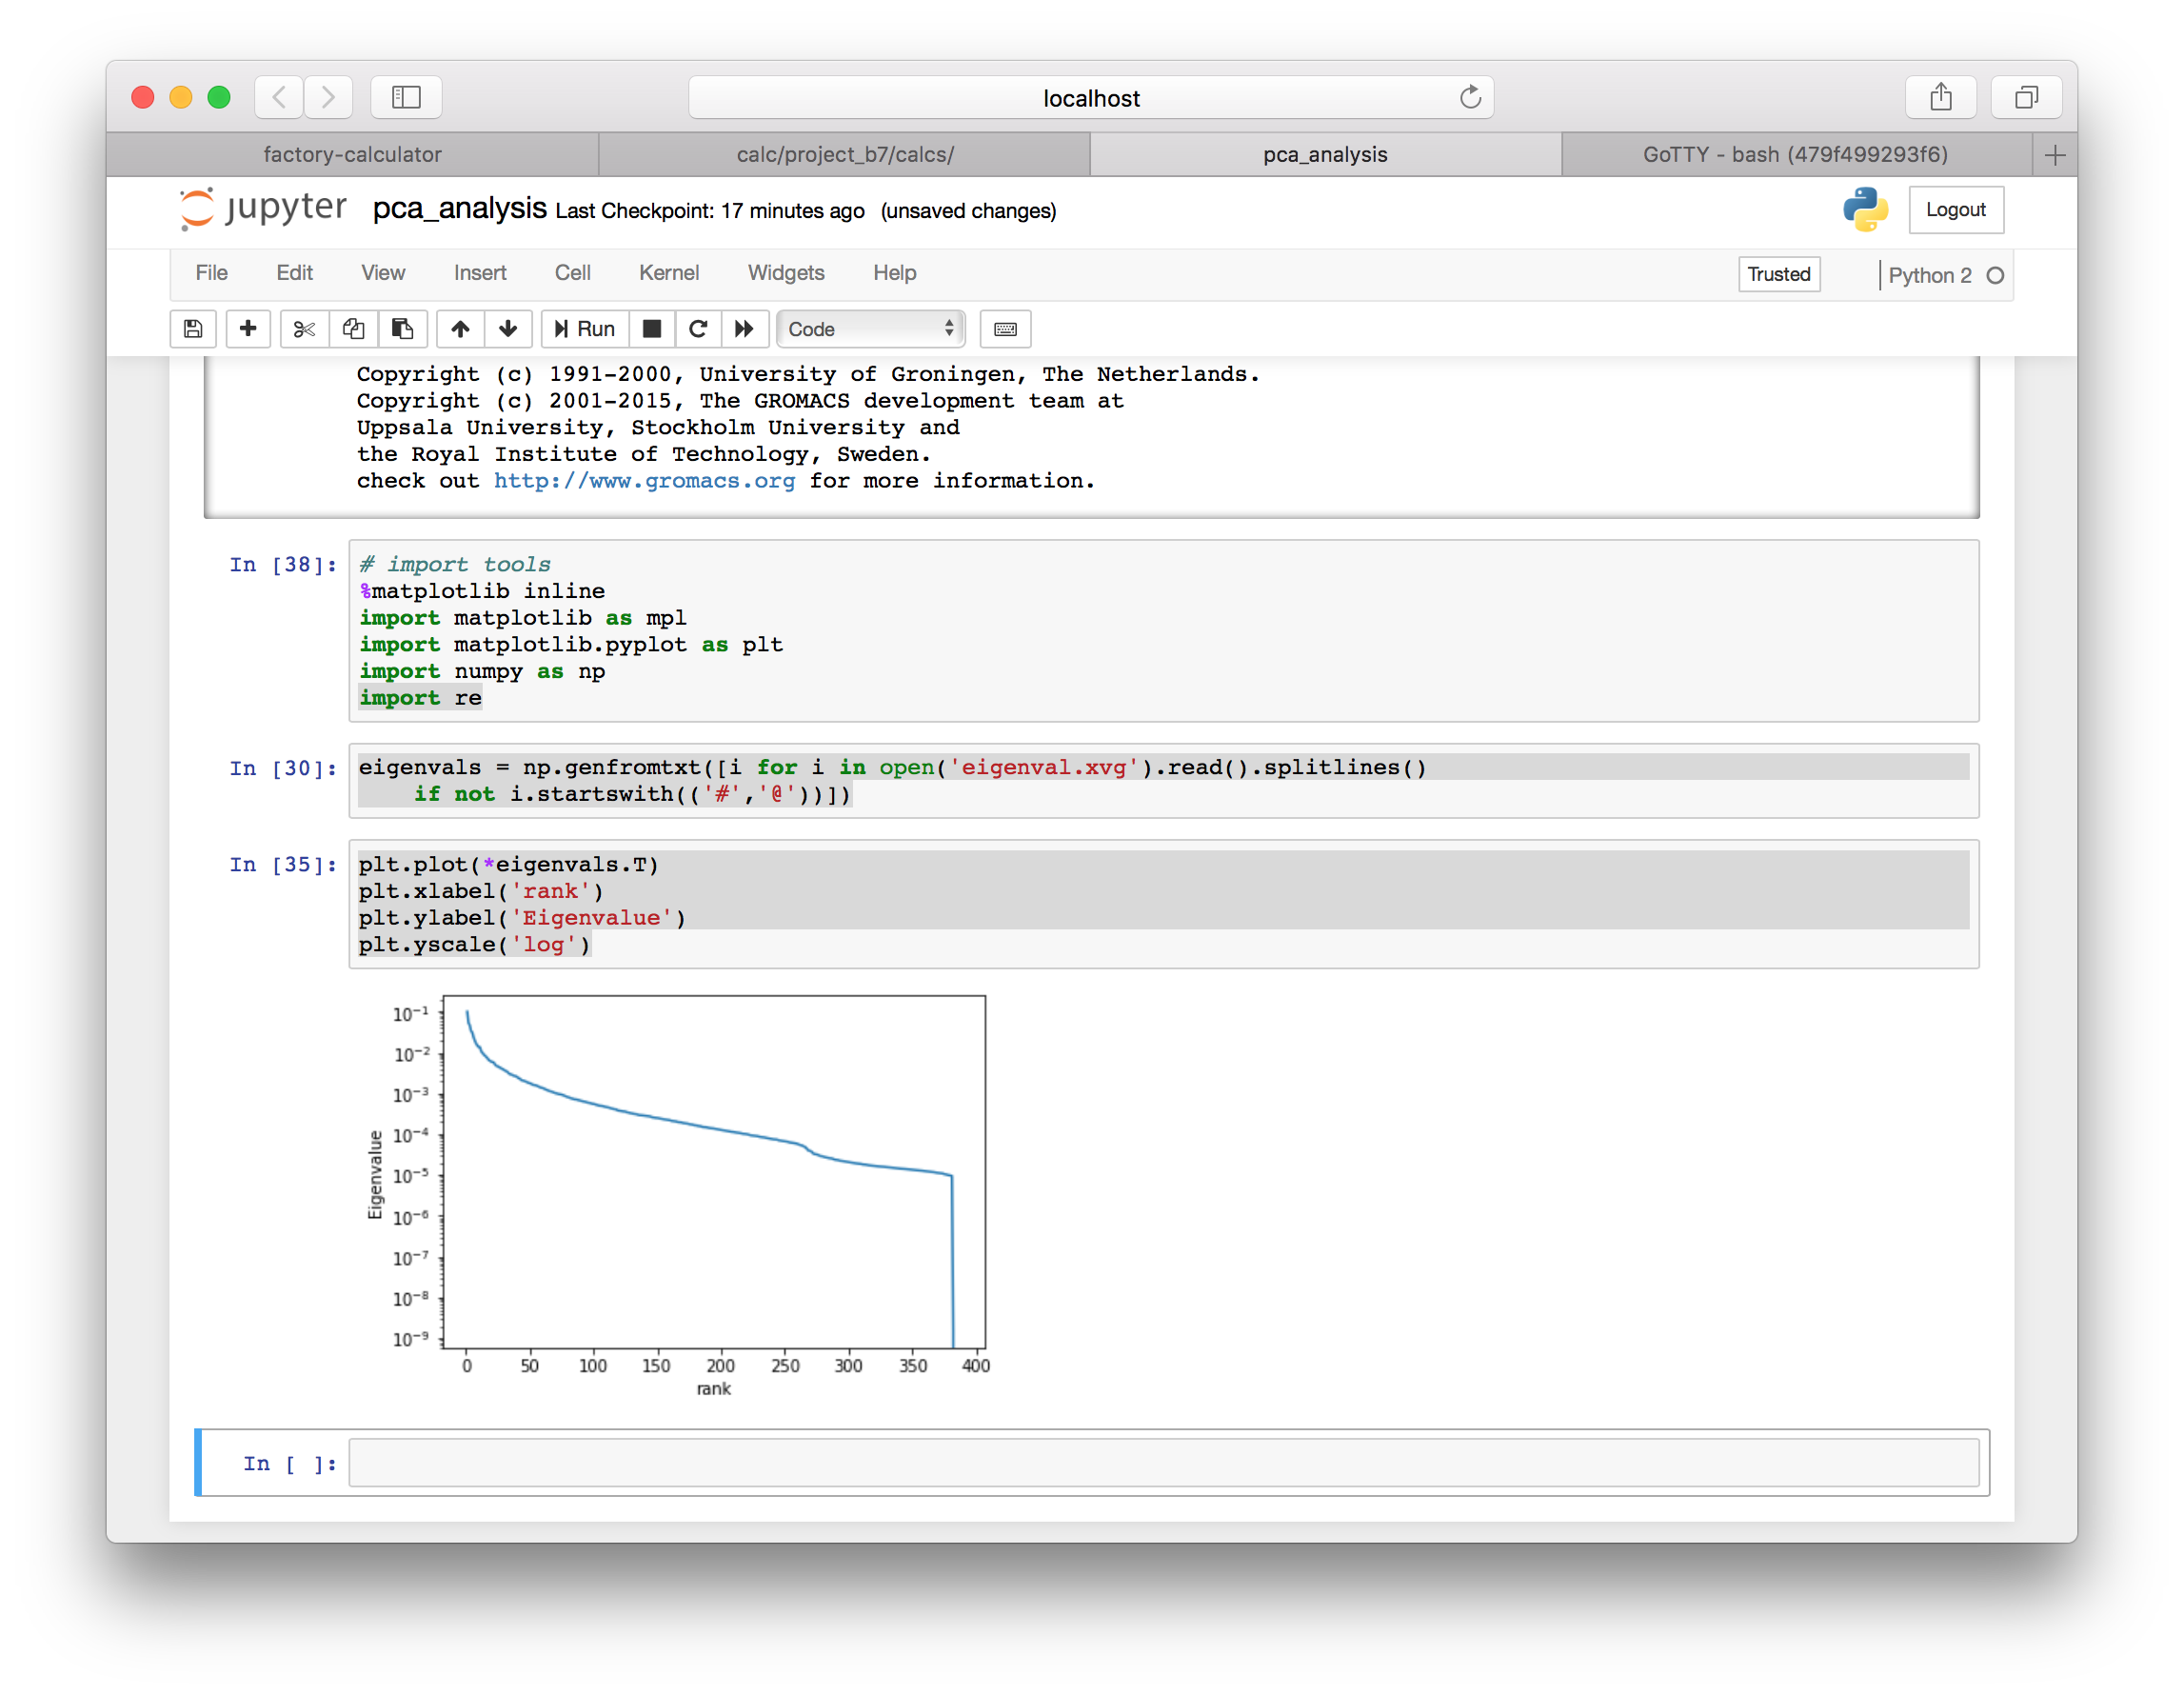 localhost
factory-calculator
calc/project_b7/calcs/
pca_analysis
GoTTY - bash (479f499293f6)
jupyter pca_analysis Last Checkpoint: 17 minutes ago (unsaved changes)
Logout
File Edit View Insert Cell Kernel Widgets Help
Trusted
Python 2
Run
Code
Copyright (c) 1991-2000, University of Groningen, The Netherlands.
Copyright (c) 2001-2015, The GROMACS development team at
Uppsala University, Stockholm University and
the Royal Institute of Technology, Sweden.
check out http://www.gromacs.org for more information.
In [38]:
# import tools
%matplotlib inline
import matplotlib as mpl
import matplotlib.pyplot as plt
import numpy as np
import re
In [30]:
eigenvals = np.genfromtxt([i for i in open('eigenval.xvg').read().splitlines()
if not i.startswith(('#','@'))])
In [35]:
plt.plot(*eigenvals.T)
plt.xlabel('rank')
plt.ylabel('Eigenvalue')
plt.yscale('log')
Eigenvalue
10⁻¹
10⁻²
10⁻³
10⁻⁴
10⁻⁵
10⁻⁶
10⁻⁷
10⁻⁸
10⁻⁹
0 50 100 150 200 250 300 350 400
rank
In [ ]: